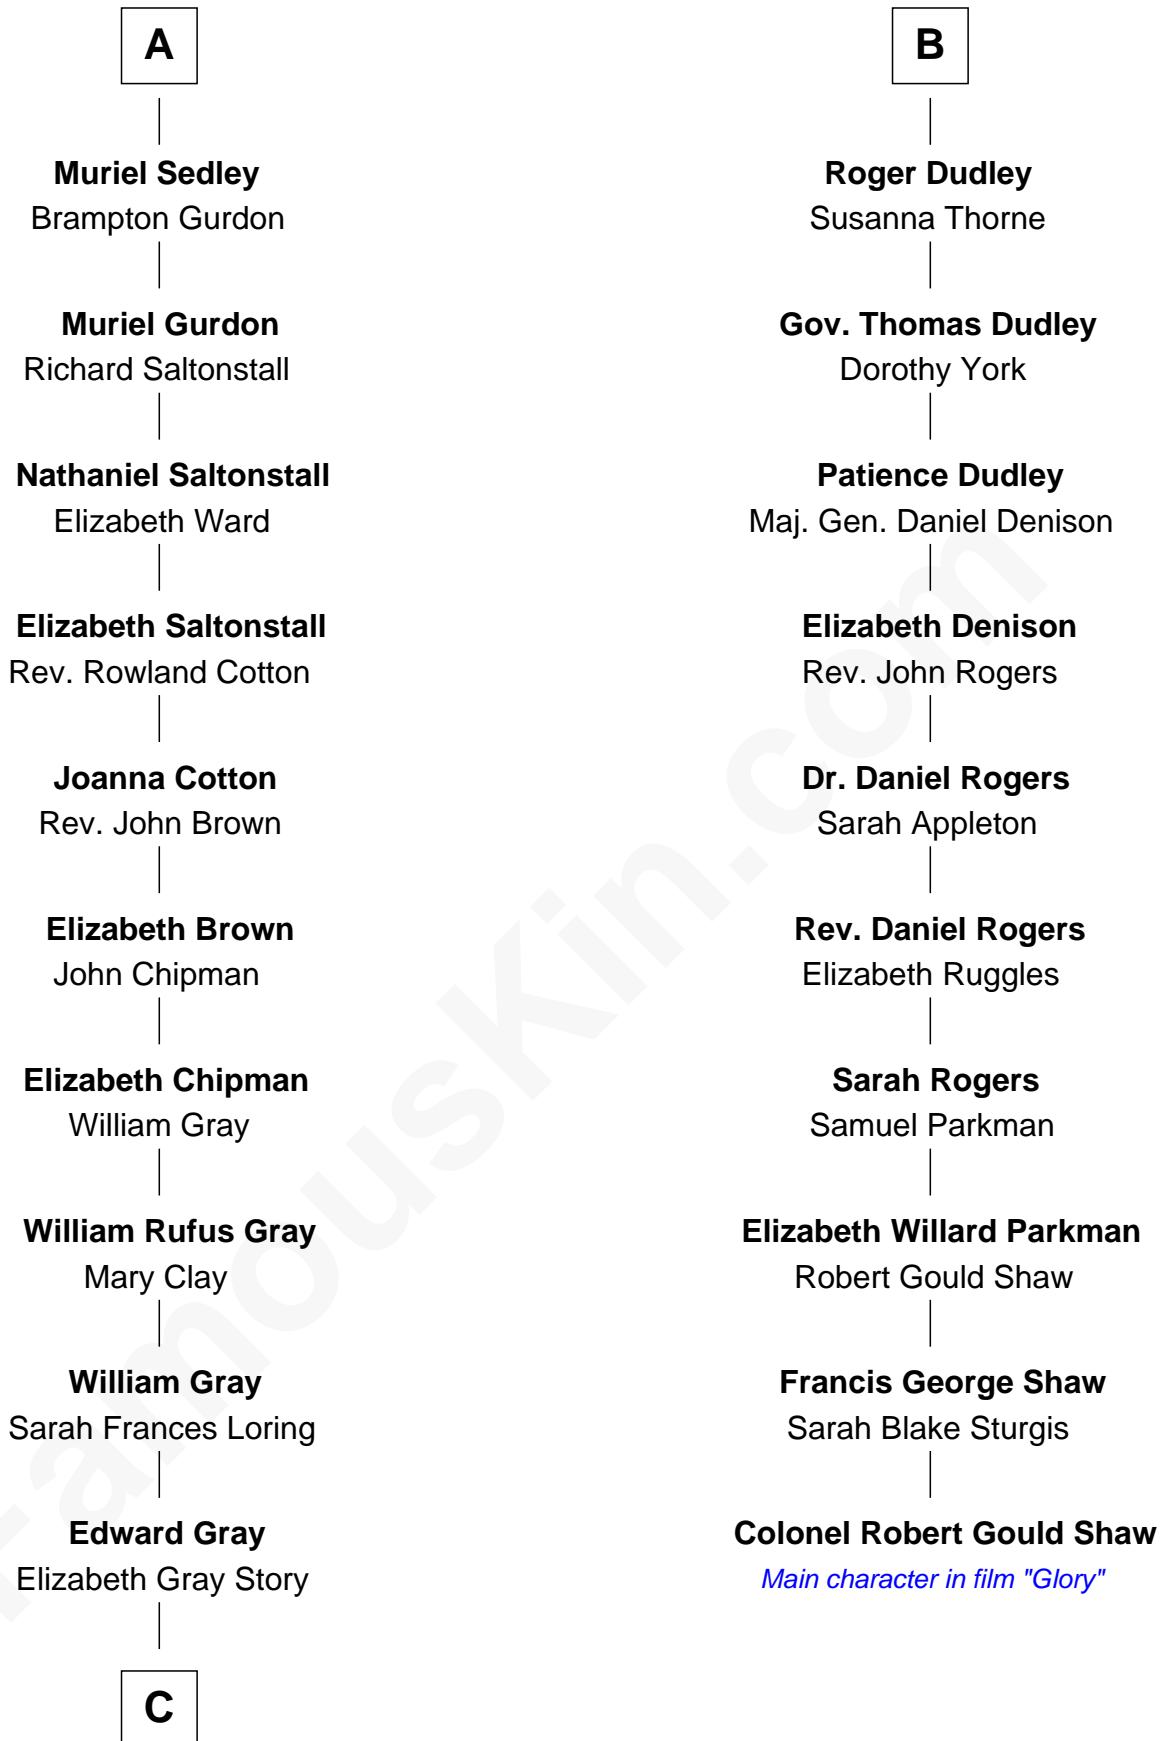 A
Muriel Sedley
Brampton Gurdon
Muriel Gurdon
Richard Saltonstall
Nathaniel Saltonstall
Elizabeth Ward
Elizabeth Saltonstall
Rev. Rowland Cotton
Joanna Cotton
Rev. John Brown
Elizabeth Brown
John Chipman
Elizabeth Chipman
William Gray
William Rufus Gray
Mary Clay
William Gray
Sarah Frances Loring
Edward Gray
Elizabeth Gray Story
C
B
Roger Dudley
Susanna Thorne
Gov. Thomas Dudley
Dorothy York
Patience Dudley
Maj. Gen. Daniel Denison
Elizabeth Denison
Rev. John Rogers
Dr. Daniel Rogers
Sarah Appleton
Rev. Daniel Rogers
Elizabeth Ruggles
Sarah Rogers
Samuel Parkman
Elizabeth Willard Parkman
Robert Gould Shaw
Francis George Shaw
Sarah Blake Sturgis
Colonel Robert Gould Shaw
Main character in film "Glory"
FamousKin.com